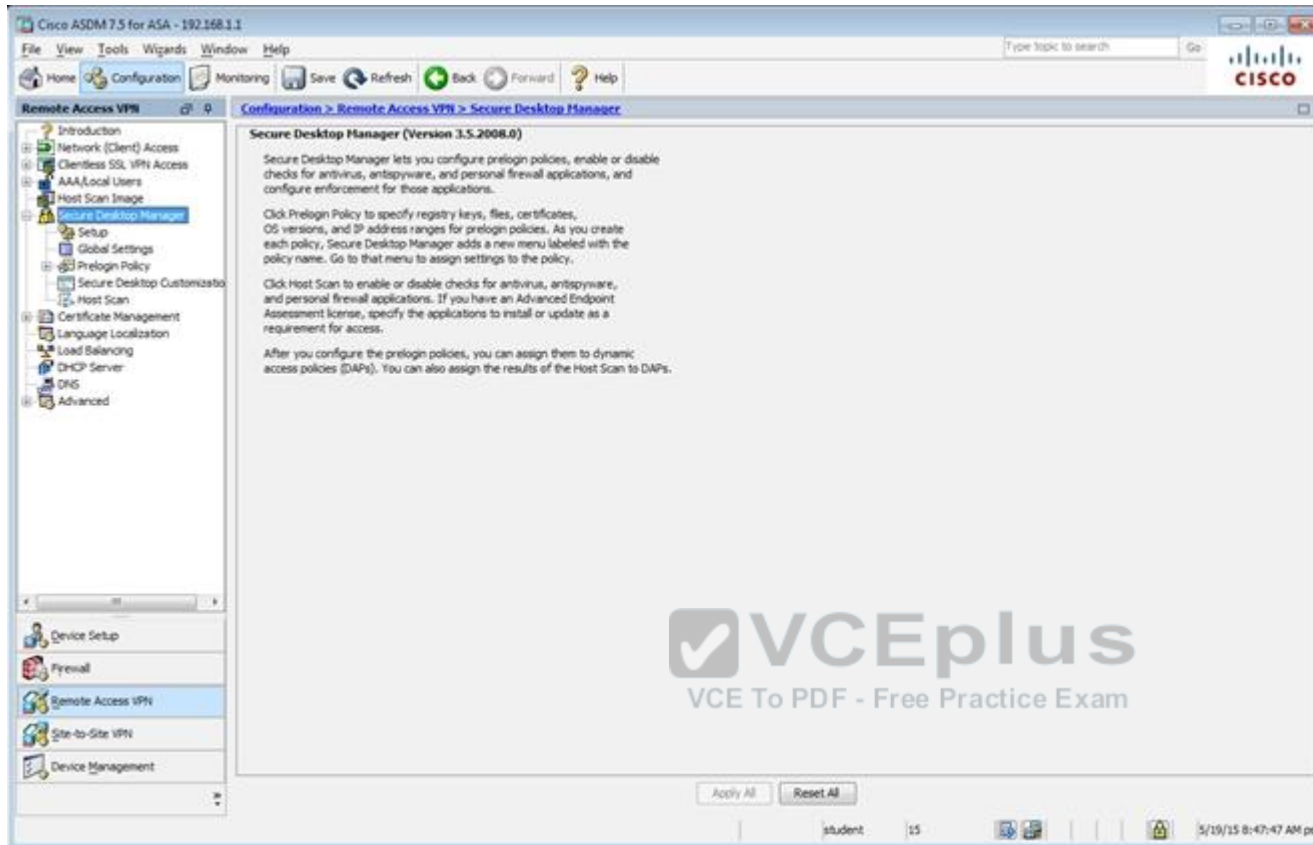 Cisco ASDM 7.5 for ASA - 192.168.1.1
File View Tools Wizards Window Help
Type topic to search Go
Home Configuration Monitoring Save Refresh Back Forward Help
CISCO
Remote Access VPN
Configuration > Remote Access VPN > Secure Desktop Manager
Introduction
Network (Client) Access
Clientless SSL VPN Access
AAA/Local Users
Host Scan Image
Secure Desktop Manager
Setup
Global Settings
Prelogin Policy
Secure Desktop Customizatio
Host Scan
Certificate Management
Language Localization
Load Balancing
DHCP Server
DNS
Advanced
Secure Desktop Manager (Version 3.5.2008.0)
Secure Desktop Manager lets you configure prelogin policies, enable or disable
checks for antivirus, antispyware, and personal firewall applications, and
configure enforcement for those applications.
Click Prelogin Policy to specify registry keys, files, certificates,
OS versions, and IP address ranges for prelogin policies. As you create
each policy, Secure Desktop Manager adds a new menu labeled with the
policy name. Go to that menu to assign settings to the policy.
Click Host Scan to enable or disable checks for antivirus, antispyware,
and personal firewall applications. If you have an Advanced Endpoint
Assessment license, specify the applications to install or update as a
requirement for access.
After you configure the prelogin policies, you can assign them to dynamic
access policies (DAPs). You can also assign the results of the Host Scan to DAPs.
Device Setup
Firewall
Remote Access VPN
Site-to-Site VPN
Device Management
VCEplus
VCE To PDF - Free Practice Exam
Apply All Reset All
student 15 5/19/15 8:47:47 AM